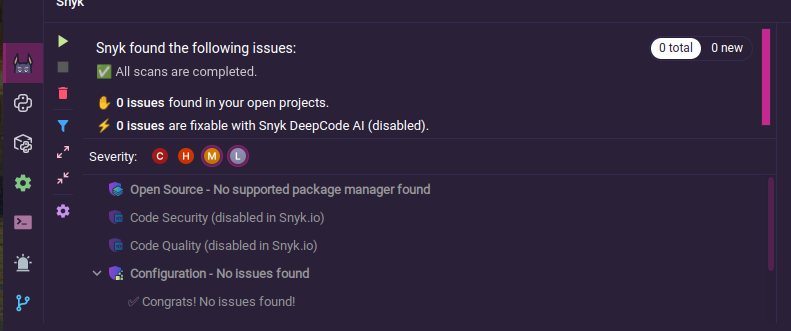 Snyk
Snyk found the following issues:
0 total 0 new
✅ All scans are completed.
✋ 0 issues found in your open projects.
⚡ 0 issues are fixable with Snyk DeepCode AI (disabled).
Severity: C H M L
Open Source - No supported package manager found
Code Security (disabled in Snyk.io)
Code Quality (disabled in Snyk.io)
Configuration - No issues found
✅ Congrats! No issues found!